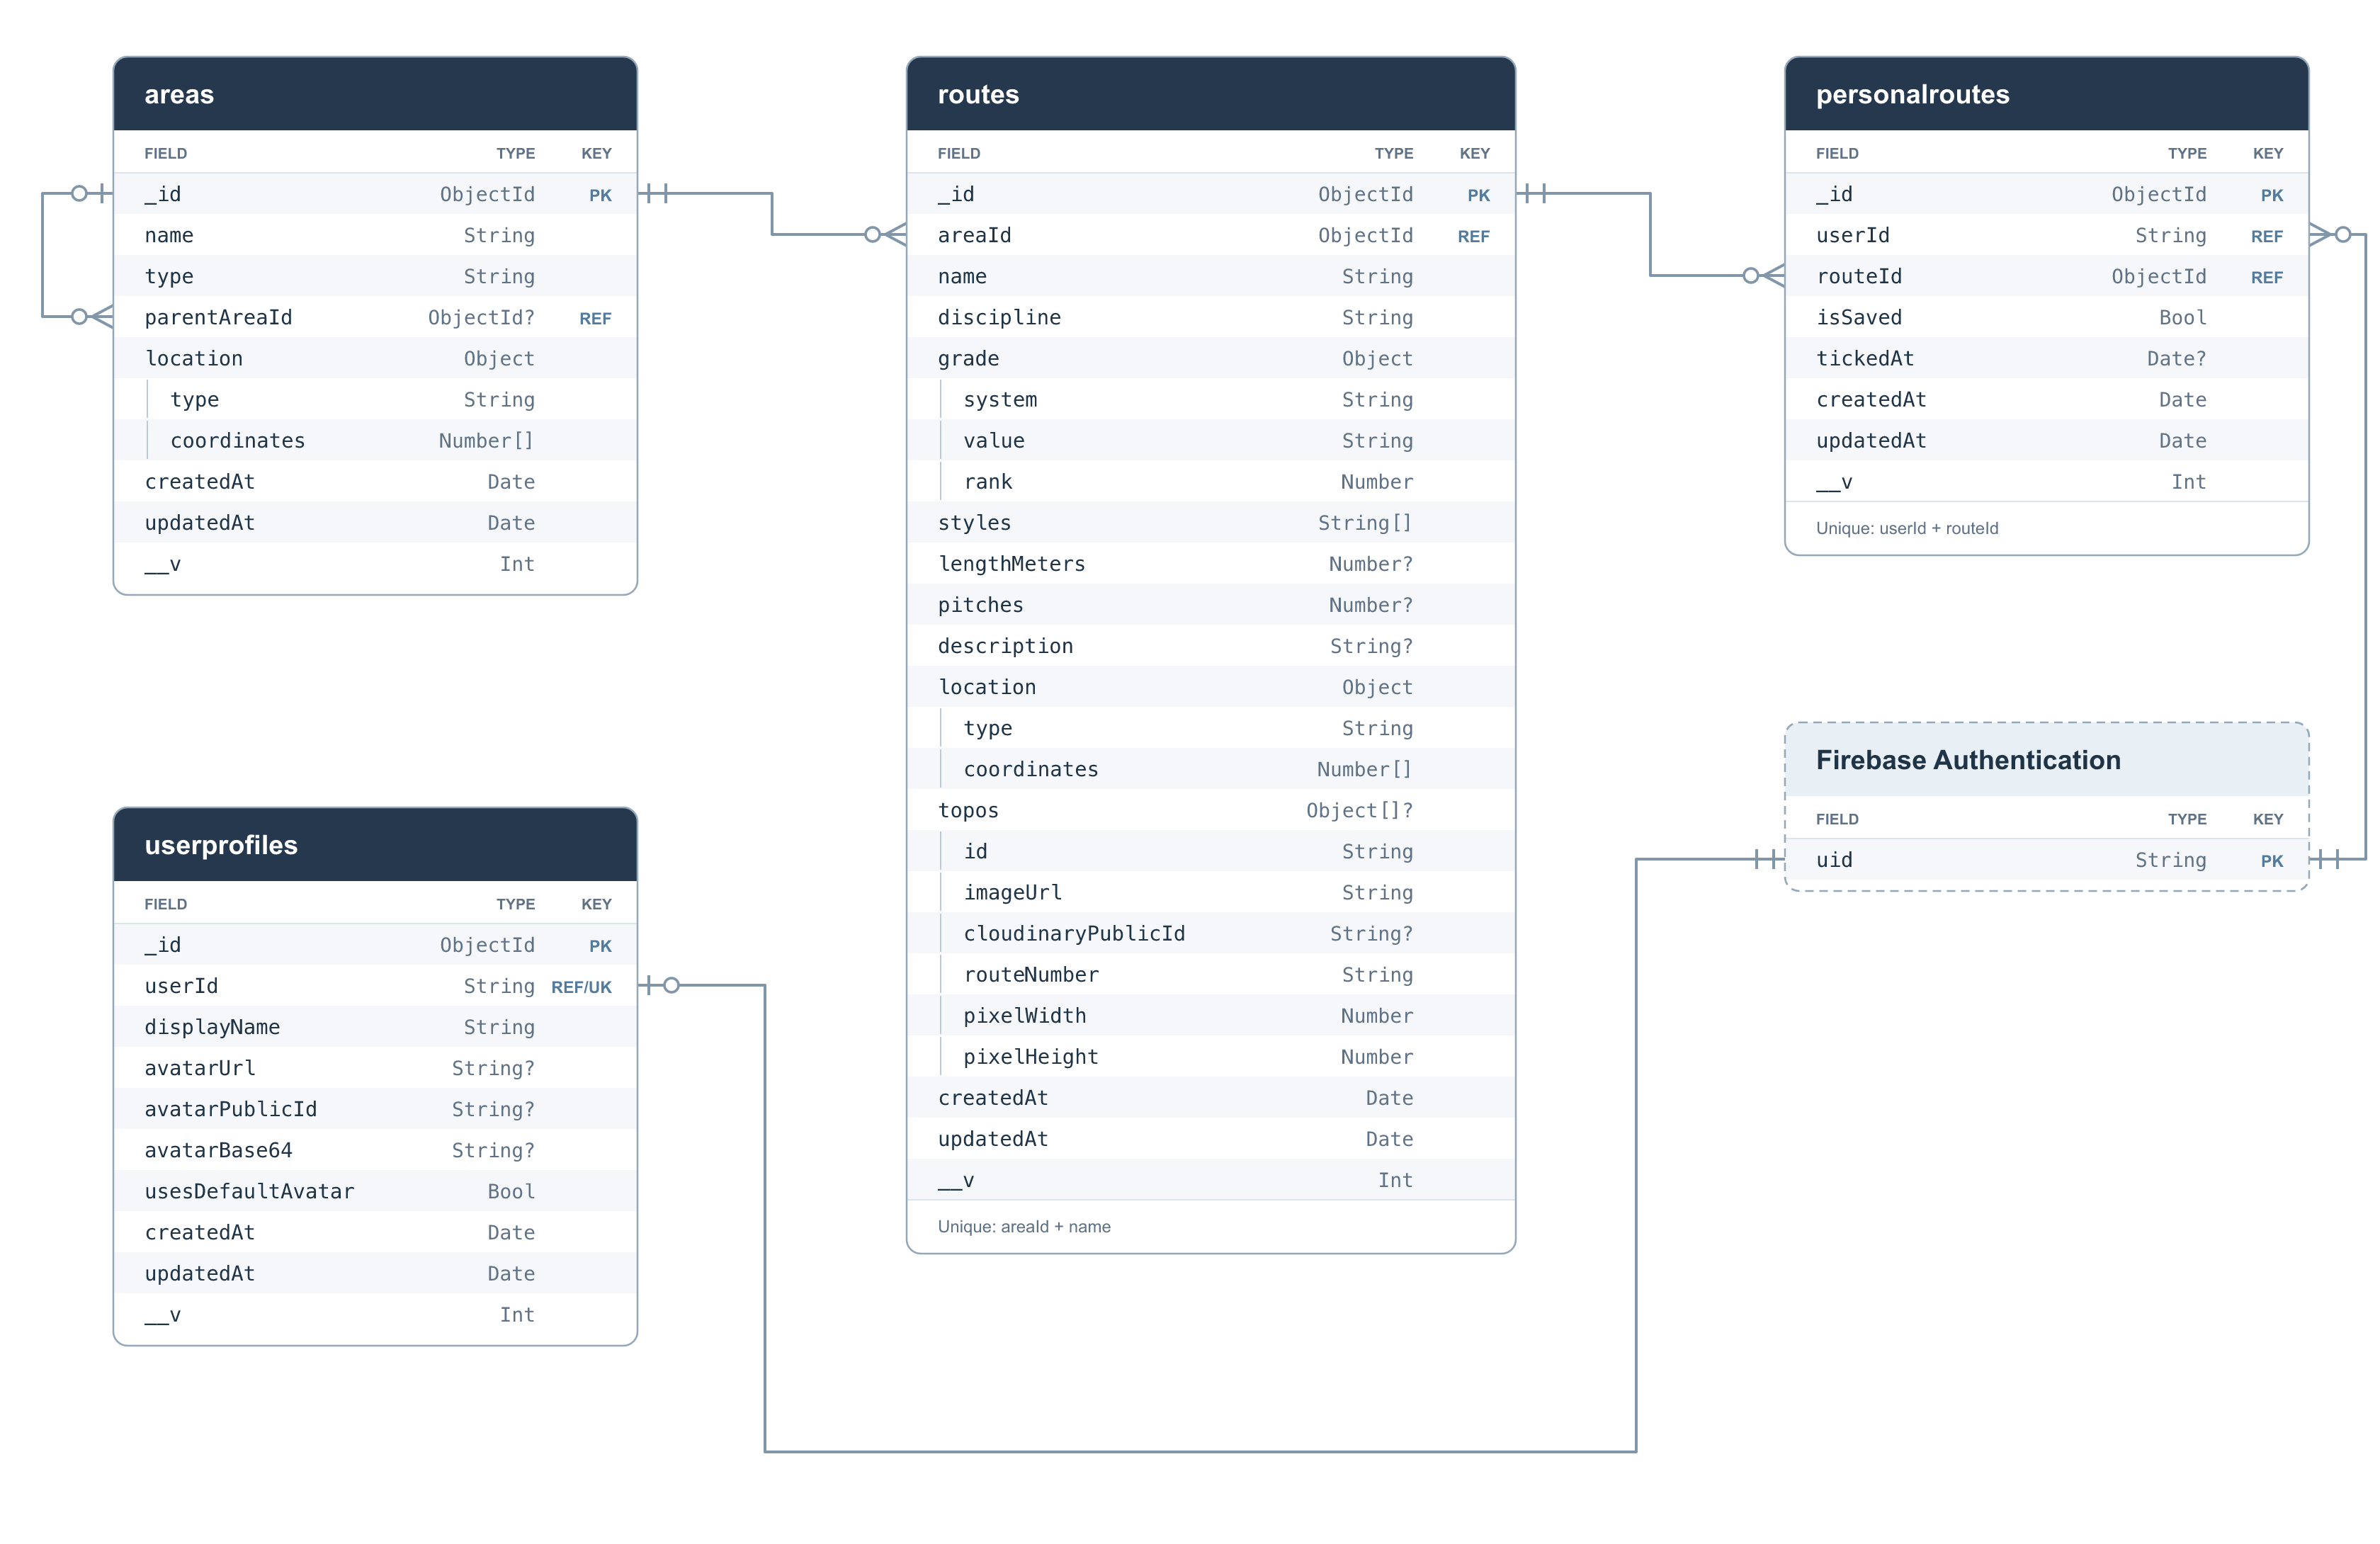 areas
FIELD TYPE KEY
_id ObjectId PK
name String
type String
parentAreaId ObjectId? REF
location Object
type String
coordinates Number[]
createdAt Date
updatedAt Date
__v Int
routes
FIELD TYPE KEY
_id ObjectId PK
areaId ObjectId REF
name String
discipline String
grade Object
system String
value String
rank Number
styles String[]
lengthMeters Number?
pitches Number?
description String?
location Object
type String
coordinates Number[]
topos Object[]?
id String
imageUrl String
cloudinaryPublicId String?
routeNumber String
pixelWidth Number
pixelHeight Number
createdAt Date
updatedAt Date
__v Int
Unique: areaId + name
personalroutes
FIELD TYPE KEY
_id ObjectId PK
userId String REF
routeId ObjectId REF
isSaved Bool
tickedAt Date?
createdAt Date
updatedAt Date
__v Int
Unique: userId + routeId
userprofiles
FIELD TYPE KEY
_id ObjectId PK
userId String REF/UK
displayName String
avatarUrl String?
avatarPublicId String?
avatarBase64 String?
usesDefaultAvatar Bool
createdAt Date
updatedAt Date
__v Int
Firebase Authentication
FIELD TYPE KEY
uid String PK